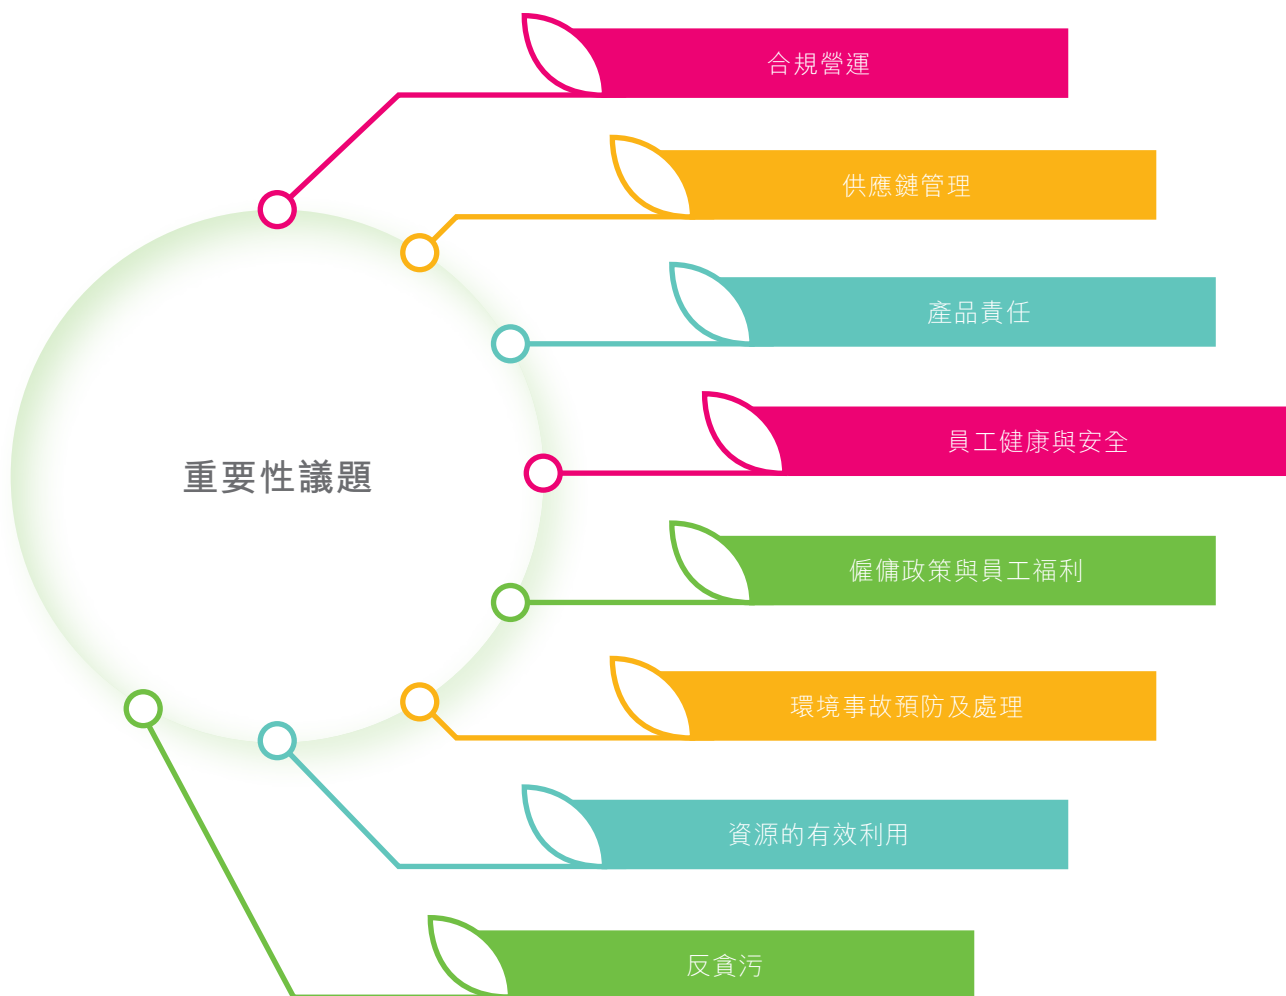 合規營運
供應鏈管理
產品責任
員工健康與安全
重要性議題
僱傭政策與員工福利
環境事故預防及處理
資源的有效利用
反貪污